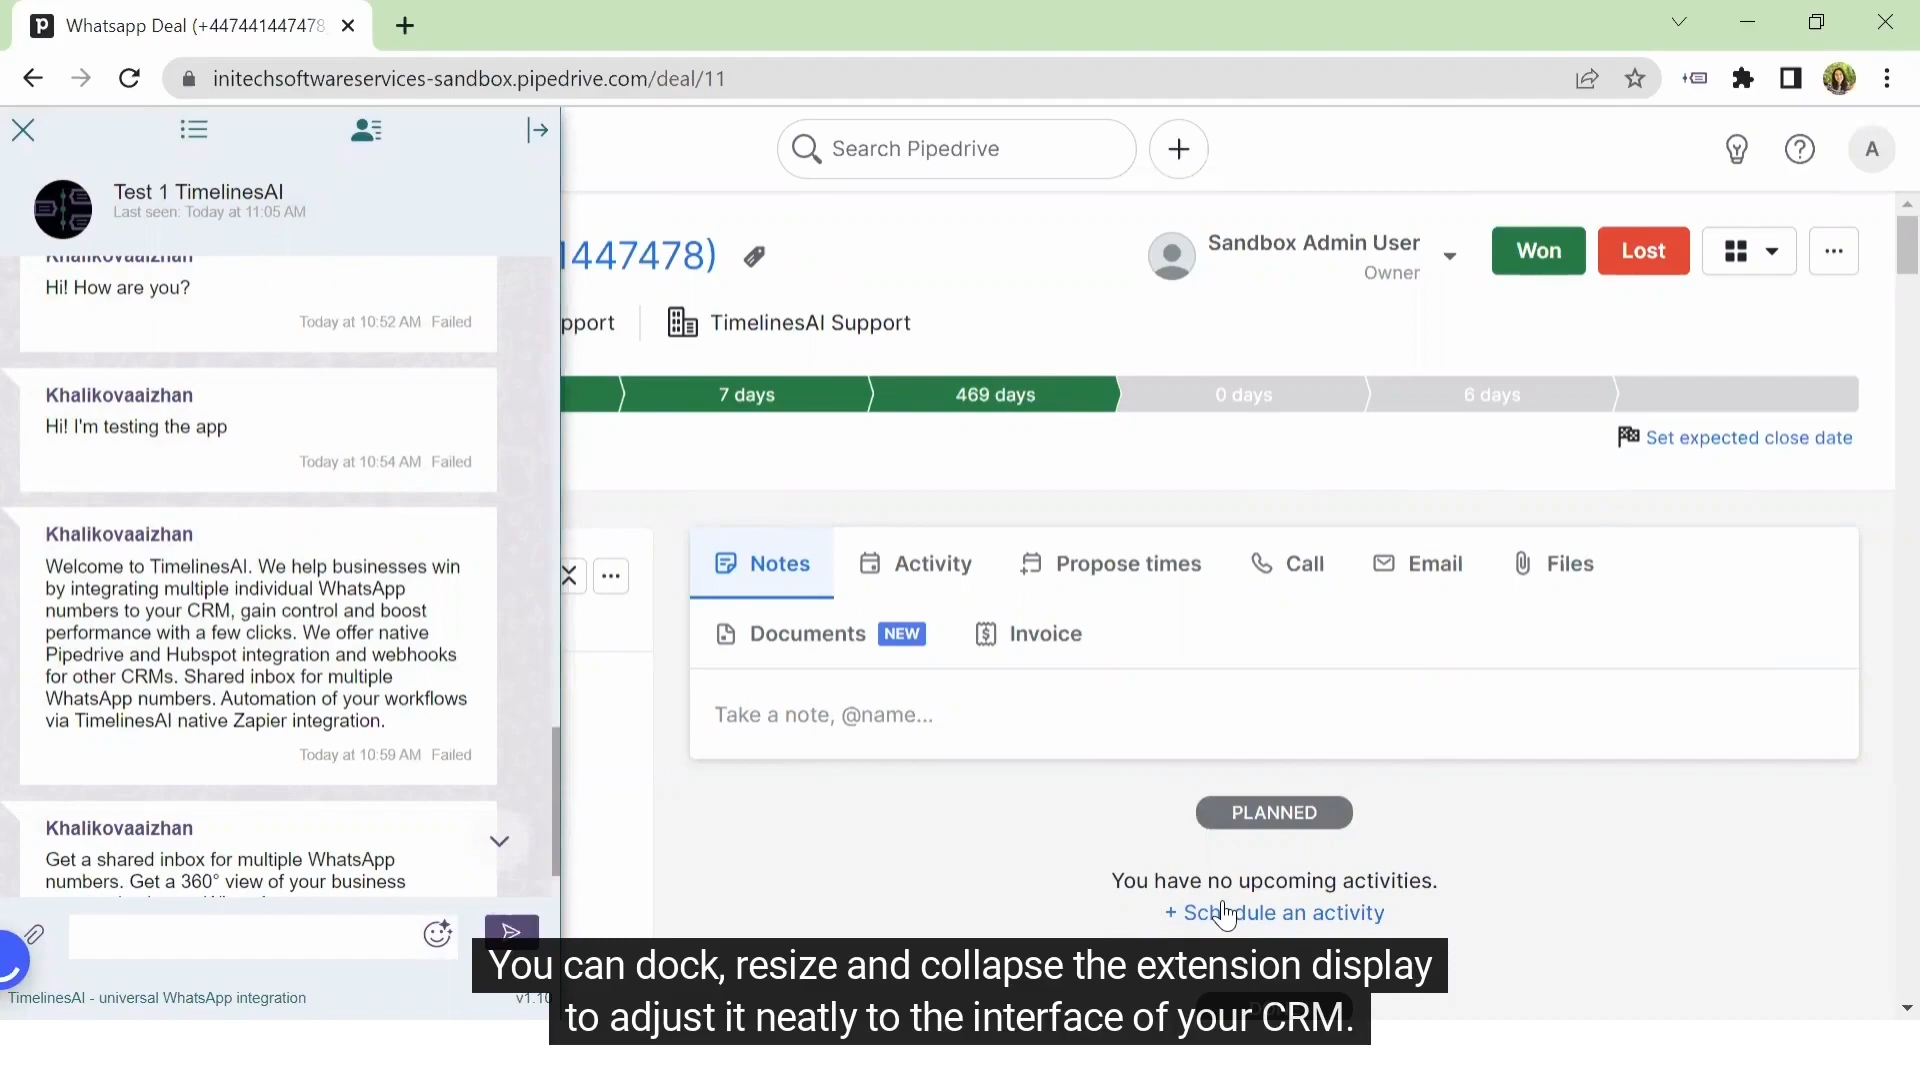 Whatsapp Deal (+447441447478
initechsoftwareservices-sandbox.pipedrive.com/deal/11
Search Pipedrive
A
Test 1 TimelinesAI
Last seen: Today at 11:05 AM
1447478)
Sandbox Admin User
Owner
Won
Lost
pport
TimelinesAI Support
7 days
469 days
0 days
6 days
Set expected close date
Khalikovaaizhan
Hi! How are you?
Today at 10:52 AM Failed
Khalikovaaizhan
Hi! I'm testing the app
Today at 10:54 AM Failed
Khalikovaaizhan
Welcome to TimelinesAI. We help businesses win
by integrating multiple individual WhatsApp
numbers to your CRM, gain control and boost
performance with a few clicks. We offer native
Pipedrive and Hubspot integration and webhooks
for other CRMs. Shared inbox for multiple
WhatsApp numbers. Automation of your workflows
via TimelinesAI native Zapier integration.
Today at 10:59 AM Failed
Khalikovaaizhan
Get a shared inbox for multiple WhatsApp
numbers. Get a 360° view of your business
TimelinesAI - universal WhatsApp integration
v1.10
Notes
Activity
Propose times
Call
Email
Files
Documents NEW
Invoice
Take a note, @name...
PLANNED
You have no upcoming activities.
+ Schedule an activity
You can dock, resize and collapse the extension display
to adjust it neatly to the interface of your CRM.